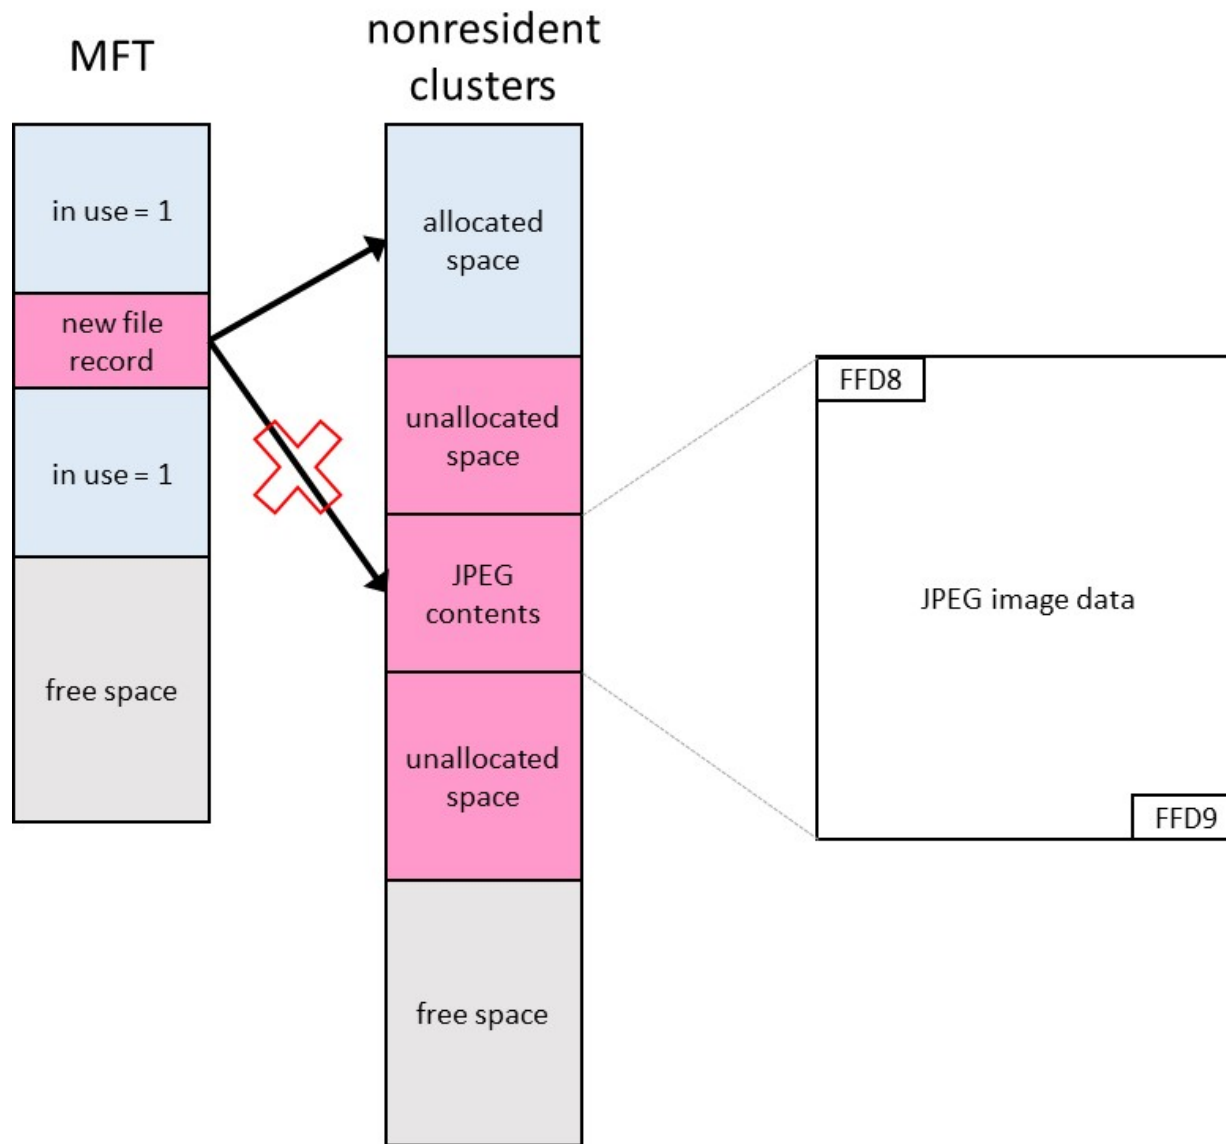 MFT
in use = 1
new file
record
in use = 1
free space
nonresident
clusters
allocated
space
unallocated
space
JPEG
contents
unallocated
space
free space
FFD8
JPEG image data
FFD9